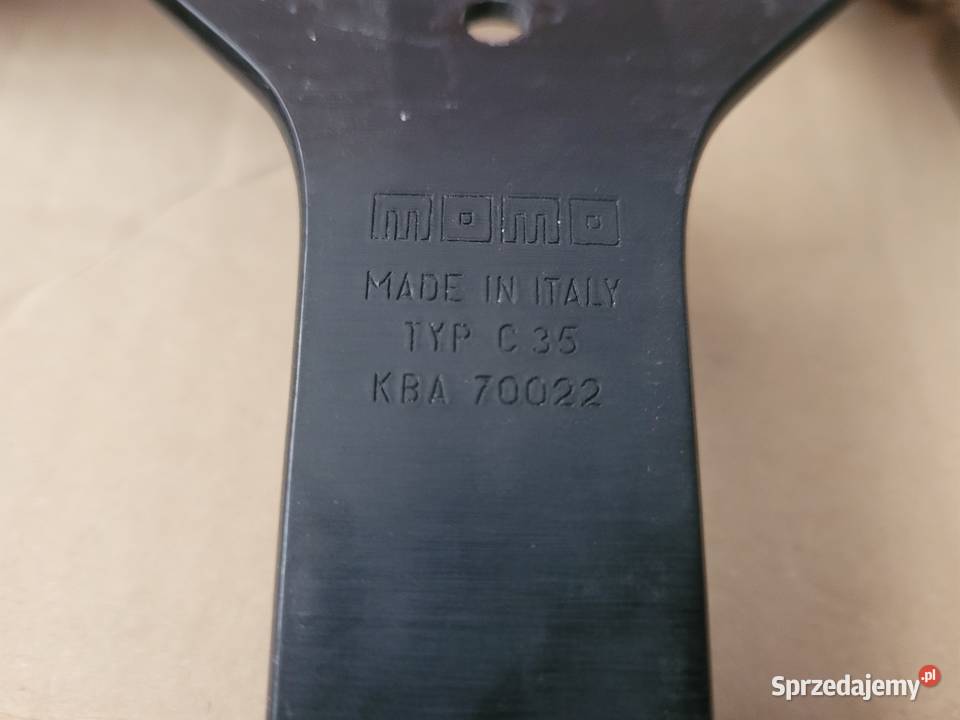 momo
MADE IN ITALY
TYP C 35
KBA 70022
Sprzedajemy.pl